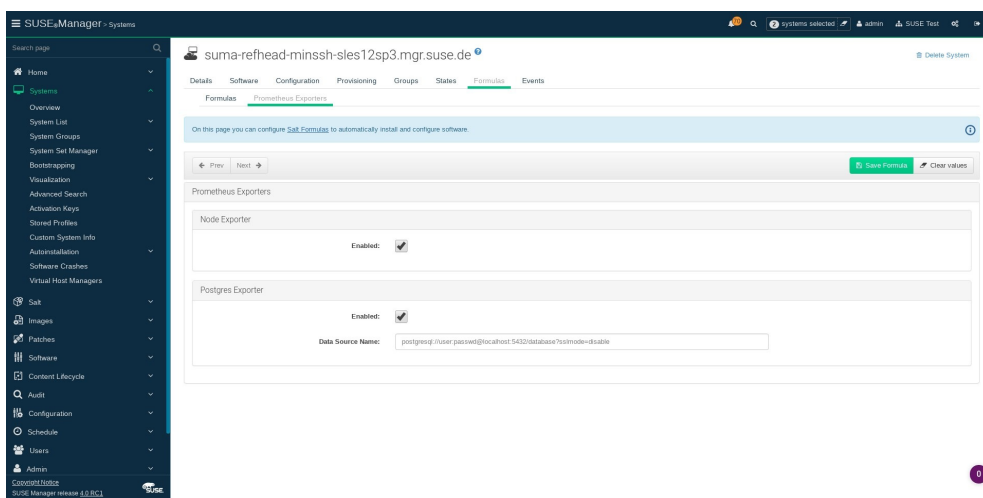 SUSE®Manager > Systems
20
2 systems selected
admin
SUSE Test
Search page
Home
Systems
Overview
System List
System Groups
System Set Manager
Bootstrapping
Visualization
Advanced Search
Activation Keys
Stored Profiles
Custom System Info
Autoinstallation
Software Crashes
Virtual Host Managers
Salt
Images
Patches
Software
Content Lifecycle
Audit
Configuration
Schedule
Users
Admin
Copyright Notice
SUSE Manager release 4.0 RC1
SUSE
suma-refhead-minssh-sles12sp3.mgr.suse.de ?
Delete System
Details Software Configuration Provisioning Groups States Formulas Events
Formulas Prometheus Exporters
On this page you can configure Salt Formulas to automatically install and configure software.
Prev Next
Save Formula Clear values
Prometheus Exporters
Node Exporter
Enabled:
Postgres Exporter
Enabled:
Data Source Name: postgresql://user:passwd@localhost:5432/database?sslmode=disable
0